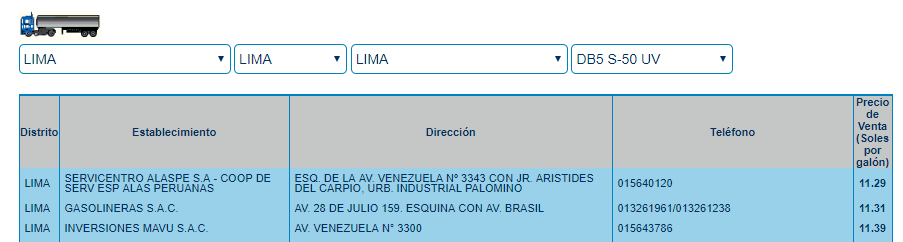 LIMA LIMA LIMA DB5 S-50 UV
Distrito Establecimiento Dirección Teléfono Precio de Venta (Soles por galón)
LIMA SERVICENTRO ALASPE S.A - COOP DE SERV ESP ALAS PERUANAS ESQ. DE LA AV. VENEZUELA Nº 3343 CON JR. ARISTIDES DEL CARPIO, URB. INDUSTRIAL PALOMINO 015640120 11.29
LIMA GASOLINERAS S.A.C. AV. 28 DE JULIO 159. ESQUINA CON AV. BRASIL 013261961/013261238 11.31
LIMA INVERSIONES MAVU S.A.C. AV. VENEZUELA N° 3300 015643786 11.39